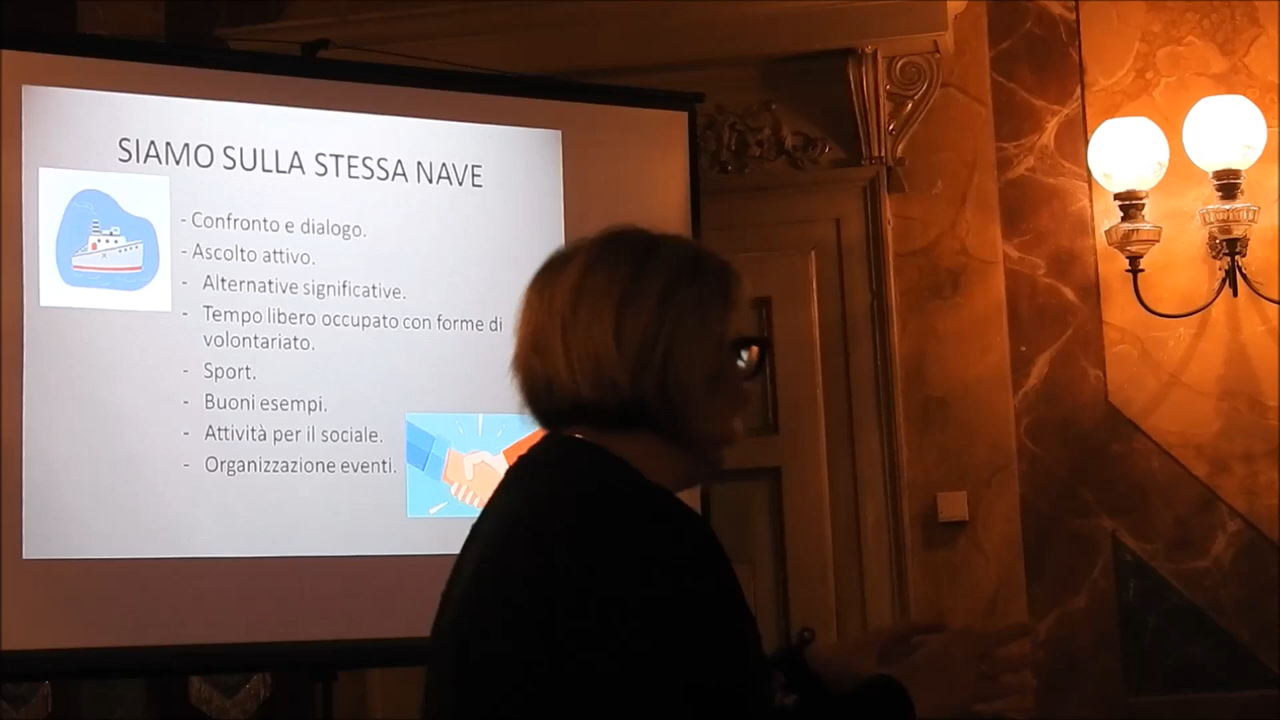 SIAMO SULLA STESSA NAVE
- Confronto e dialogo.
- Ascolto attivo.
- Alternative significative.
- Tempo libero occupato con forme di
volontariato.
- Sport.
- Buoni esempi.
- Attività per il sociale.
- Organizzazione eventi.